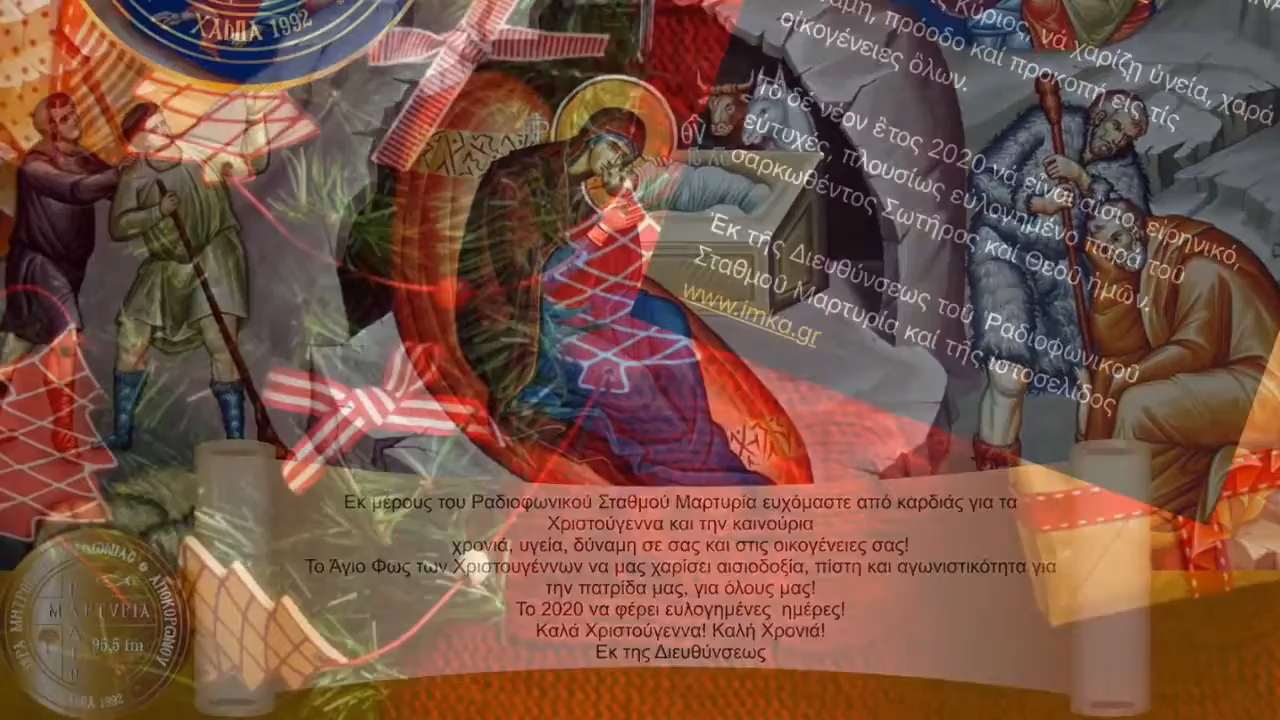 ΧΑΝΙΑ 1992
Κύριος, νά χαρίζη ὑγεία, χαρά
πρόοδο καί προκοπή εἰς τίς
οἰκογένειες ὅλων.
Τό δέ νέον ἔτος 2020 νά εἶναι αἴσιο, εἰρηνικό,
εὐτυχές, πλουσίως εὐλογημένο παρά τοῦ
σαρκωθέντος Σωτῆρος καί Θεοῦ ἡμῶν.
Ἐκ τῆς Διευθύνσεως τοῦ Ραδιοφωνικοῦ
Σταθμοῦ Μαρτυρία καί τῆς ἱστοσελίδος
www.imka.gr
ΘΥ
Εκ μέρους του Ραδιοφωνικού Σταθμού Μαρτυρία ευχόμαστε από καρδιάς για τα
Χριστούγεννα και την καινούρια
χρονιά, υγεία, δύναμη σε σας και στις οικογένειες σας!
Το Άγιο Φως των Χριστουγέννων να μας χαρίσει αισιοδοξία, πίστη και αγωνιστικότητα για
την πατρίδα μας, για όλους μας!
Το 2020 να φέρει ευλογημένες ημέρες!
Καλά Χριστούγεννα! Καλή Χρονιά!
Εκ της Διευθύνσεως
ΑΠΟΚΟΡΩΝΟΥ
ΜΑΡΤΥΡΙΑ
96,5 fm
1992